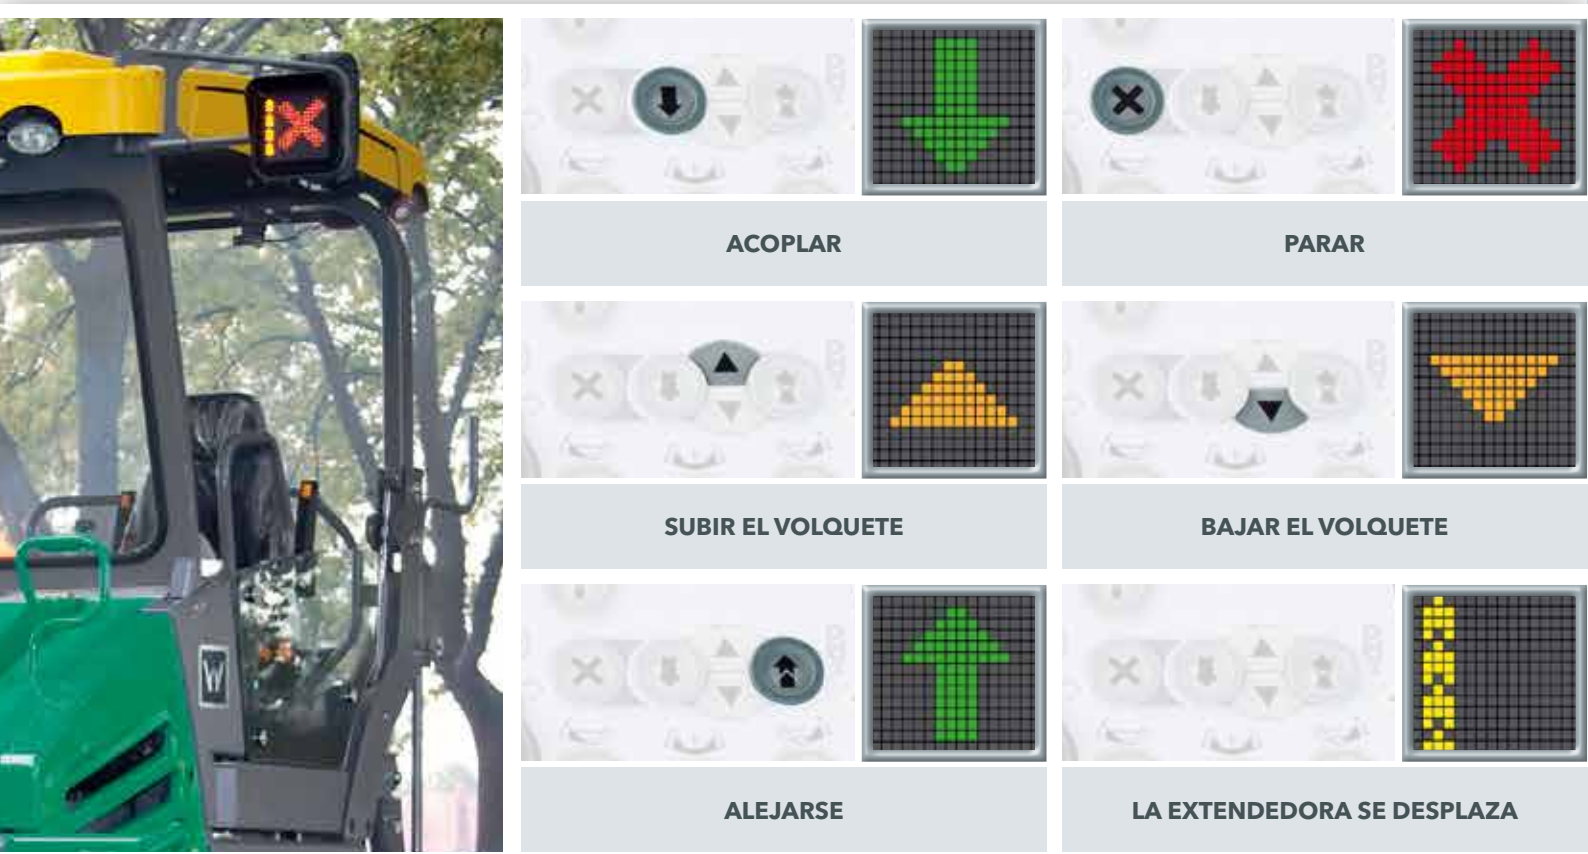 ACOPLAR
PARAR
SUBIR EL VOLQUETE
BAJAR EL VOLQUETE
ALEJARSE
LA EXTENDEDORA SE DESPLAZA